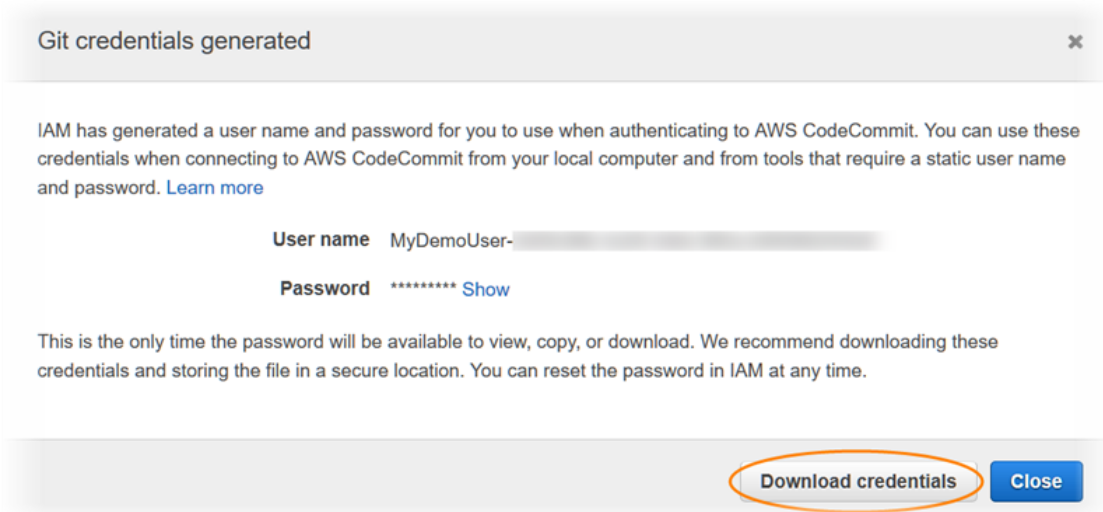 Git credentials generated
IAM has generated a user name and password for you to use when authenticating to AWS CodeCommit. You can use these
credentials when connecting to AWS CodeCommit from your local computer and from tools that require a static user name
and password. Learn more
User name MyDemoUser-
Password ********* Show
This is the only time the password will be available to view, copy, or download. We recommend downloading these
credentials and storing the file in a secure location. You can reset the password in IAM at any time.
Download credentials Close